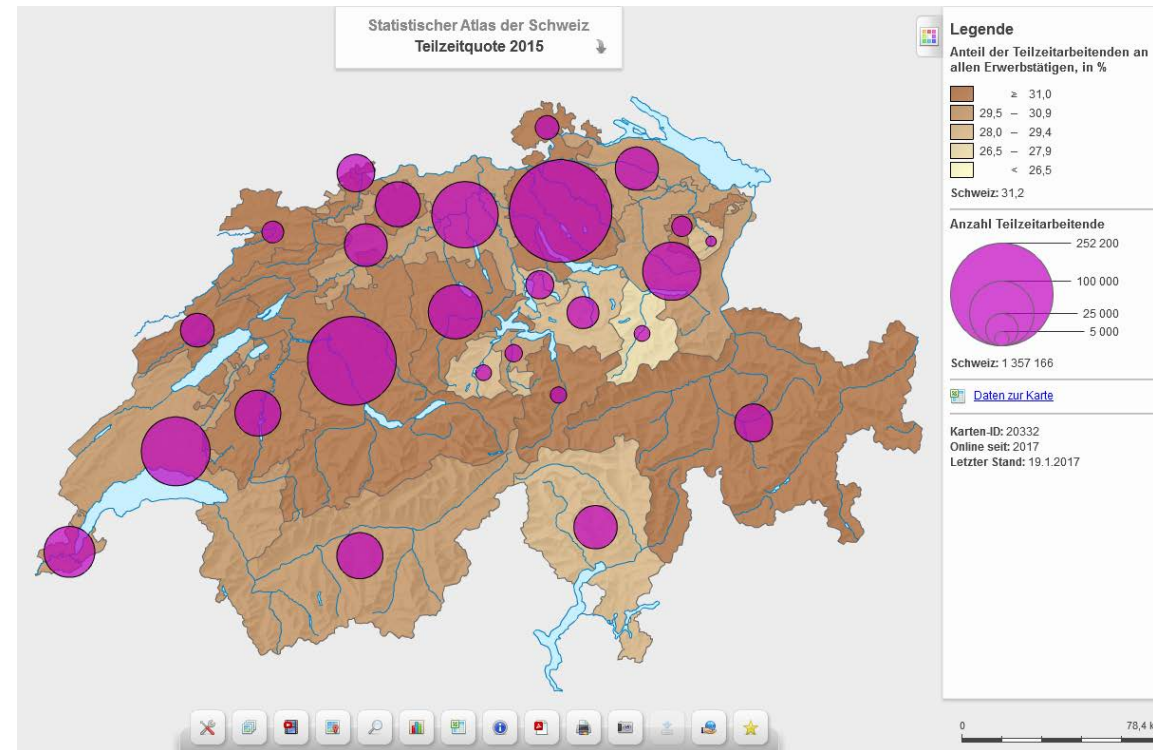 Statistischer Atlas der Schweiz
Teilzeitquote 2015
Legende
Anteil der Teilzeitarbeitenden an
allen Erwerbstätigen, in %
≥ 31,0
29,5 – 30,9
28,0 – 29,4
26,5 – 27,9
< 26,5
Schweiz: 31,2
Anzahl Teilzeitarbeitende
252 200
100 000
25 000
5 000
Schweiz: 1 357 166
Daten zur Karte
Karten-ID: 20332
Online seit: 2017
Letzter Stand: 19.1.2017
0 78,4 k